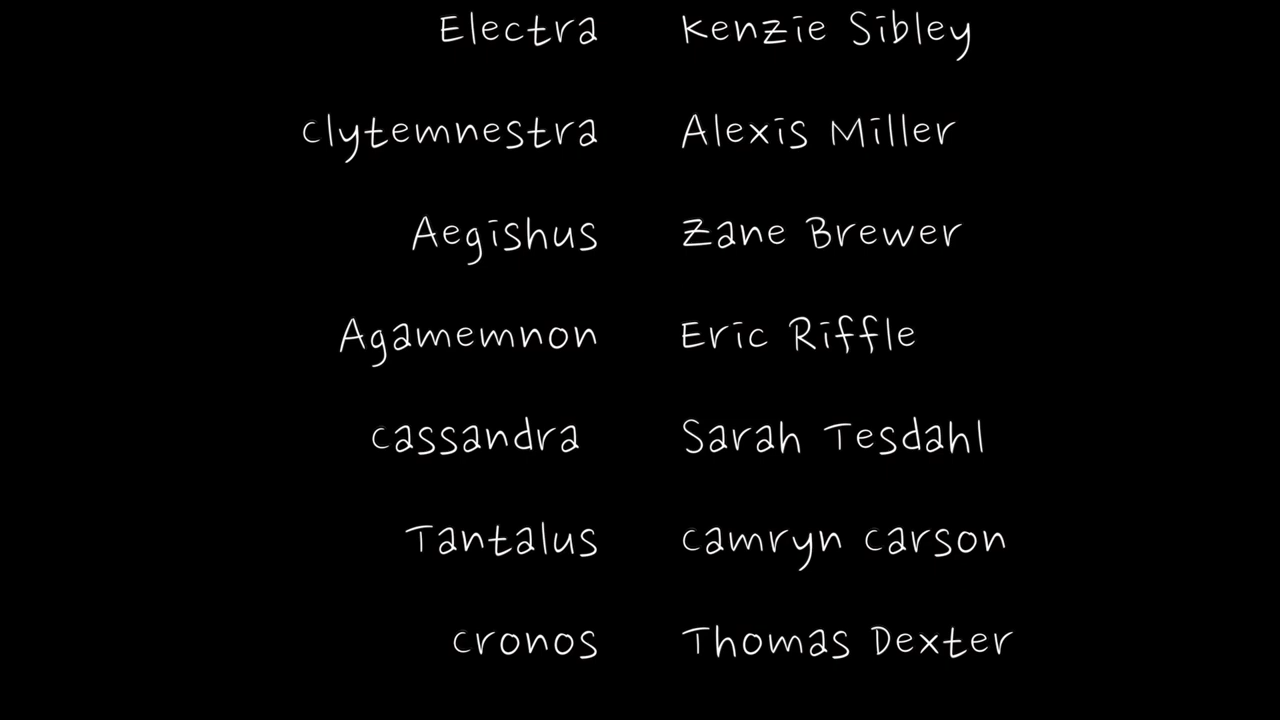 Electra Kenzie Sibley
Clytemnestra Alexis Miller
Aegishus Zane Brewer
Agamemnon Eric Riffle
Cassandra Sarah Tesdahl
Tantalus Camryn Carson
Cronos Thomas Dexter